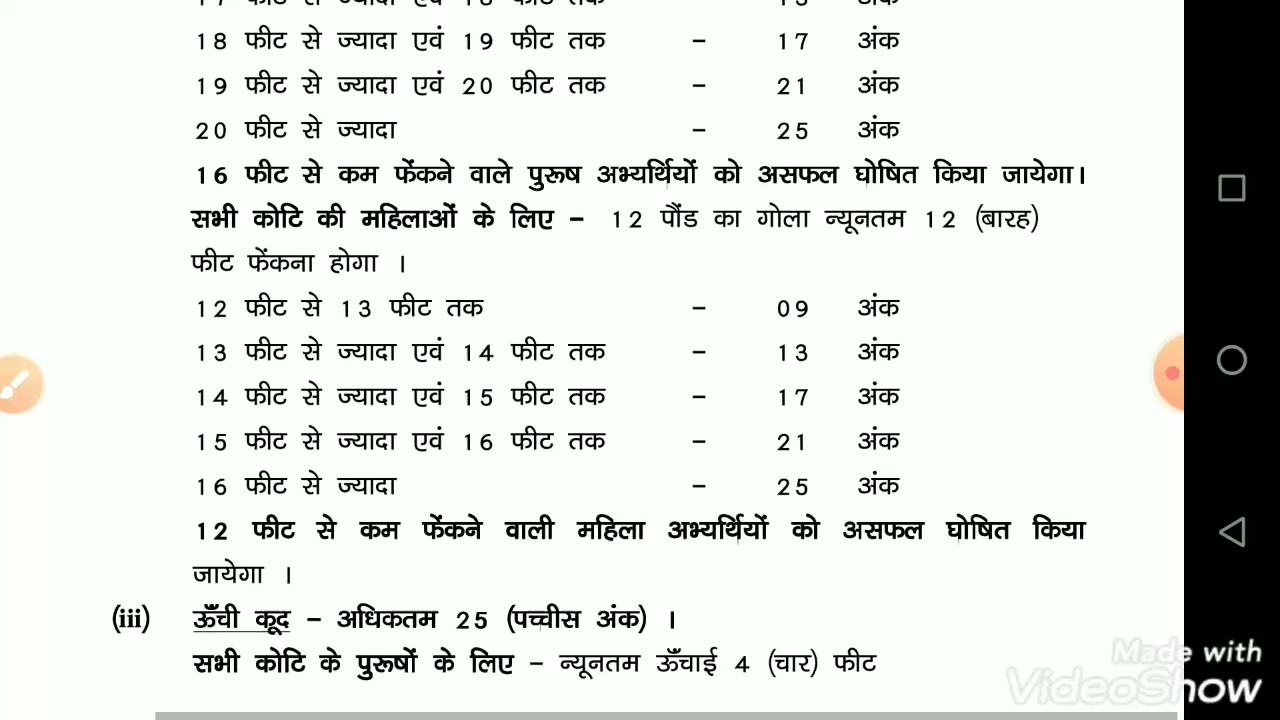 18 फीट से ज्यादा एवं 19 फीट तक – 17 अंक
19 फीट से ज्यादा एवं 20 फीट तक – 21 अंक
20 फीट से ज्यादा – 25 अंक
16 फीट से कम फेंकने वाले पुरूष अभ्यर्थियों को असफल घोषित किया जायेगा।
सभी कोटि की महिलाओं के लिए – 12 पौंड का गोला न्यूनतम 12 (बारह)
फीट फेंकना होगा ।
12 फीट से 13 फीट तक – 09 अंक
13 फीट से ज्यादा एवं 14 फीट तक – 13 अंक
14 फीट से ज्यादा एवं 15 फीट तक – 17 अंक
15 फीट से ज्यादा एवं 16 फीट तक – 21 अंक
16 फीट से ज्यादा – 25 अंक
12 फीट से कम फेंकने वाली महिला अभ्यर्थियों को असफल घोषित किया
जायेगा ।
(iii) ऊँची कूद – अधिकतम 25 (पच्चीस अंक) ।
सभी कोटि के पुरूषों के लिए – न्यूनतम ऊँचाई 4 (चार) फीट
Made with
VideoShow